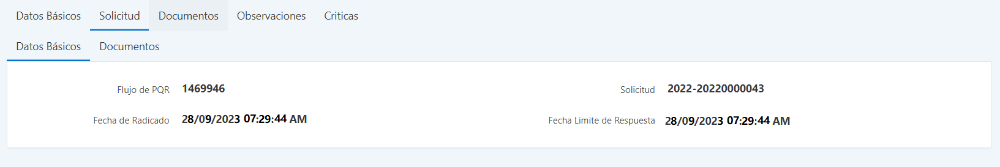 Datos Básicos Solicitud Documentos Observaciones Criticas
Datos Básicos Documentos
Flujo de PQR 1469946 Solicitud 2022-20220000043
Fecha de Radicado 28/09/2023 07:29:44 AM Fecha Limite de Respuesta 28/09/2023 07:29:44 AM